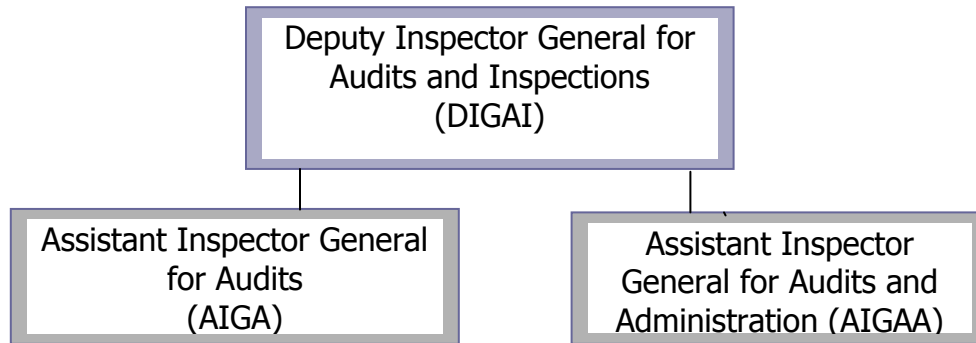 Deputy Inspector General for
Audits and Inspections
(DIGAI)
Assistant Inspector General
for Audits
(AIGA)
Assistant Inspector
General for Audits and
Administration (AIGAA)